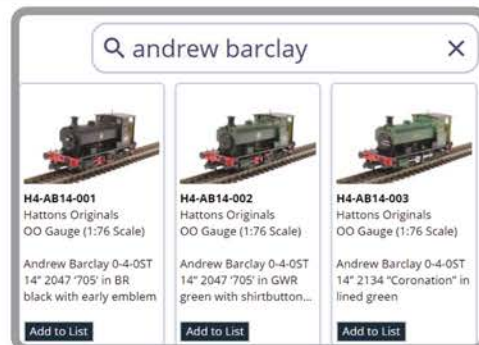 andrew barclay
H4-AB14-001
Hattons Originals
OO Gauge (1:76 Scale)
Andrew Barclay 0-4-0ST
14" 2047 '705' in BR
black with early emblem
Add to List
H4-AB14-002
Hattons Originals
OO Gauge (1:76 Scale)
Andrew Barclay 0-4-0ST
14" 2047 '705' in GWR
green with shirtbutton...
Add to List
H4-AB14-003
Hattons Originals
OO Gauge (1:76 Scale)
Andrew Barclay 0-4-0ST
14" 2134 "Coronation" in
lined green
Add to List